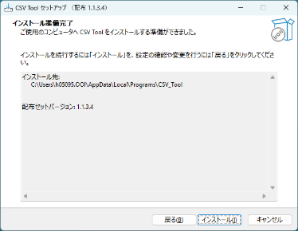 CSV Tool セットアップ （配布 1.1.3.4）
インストール準備完了
ご使用のコンピュータへ CSV Tool をインストールする準備ができました。
インストールを続行するには「インストール」を、設定の確認や変更を行うには「戻る」をクリックしてくださ
い。
インストール先:
C:\Users\h05095.DOI\AppData\Local\Programs\CSV_Tool
配布セットバージョン: 1.1.3.4
戻る(B)
インストール(I)
キャンセル